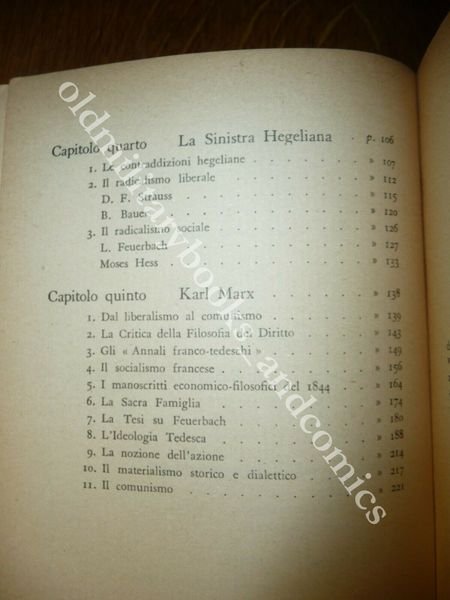 Capitolo quarto La Sinistra Hegeliana . p. 106
1. Le contraddizioni hegeliane . . . . . . » 107
2. Il radicalismo liberale . . . . . . » 112
D. F. Strauss . . . . . . » 115
B. Bauer . . . . . . » 120
3. Il radicalismo sociale . . . . . . » 126
L. Feuerbach . . . . . . » 127
Moses Hess . . . . . . » 133
Capitolo quinto Karl Marx . . . . . . » 138
1. Dal liberalismo al comunismo . . . . . » 139
2. La Critica della Filosofia del Diritto . . . » 143
3. Gli « Annali franco-tedeschi » . . . . . » 149
4. Il socialismo francese . . . . . . » 156
5. I manoscritti economico-filosofici del 1844 . . » 164
6. La Sacra Famiglia . . . . . . » 174
7. La Tesi su Feuerbach . . . . . . » 180
8. L'Ideologia Tedesca . . . . . . » 188
9. La nozione dell'azione . . . . . . » 214
10. Il materialismo storico e dialettico . . . » 217
11. Il comunismo . . . . . . » 221
oldmilitarybooks_andcomics